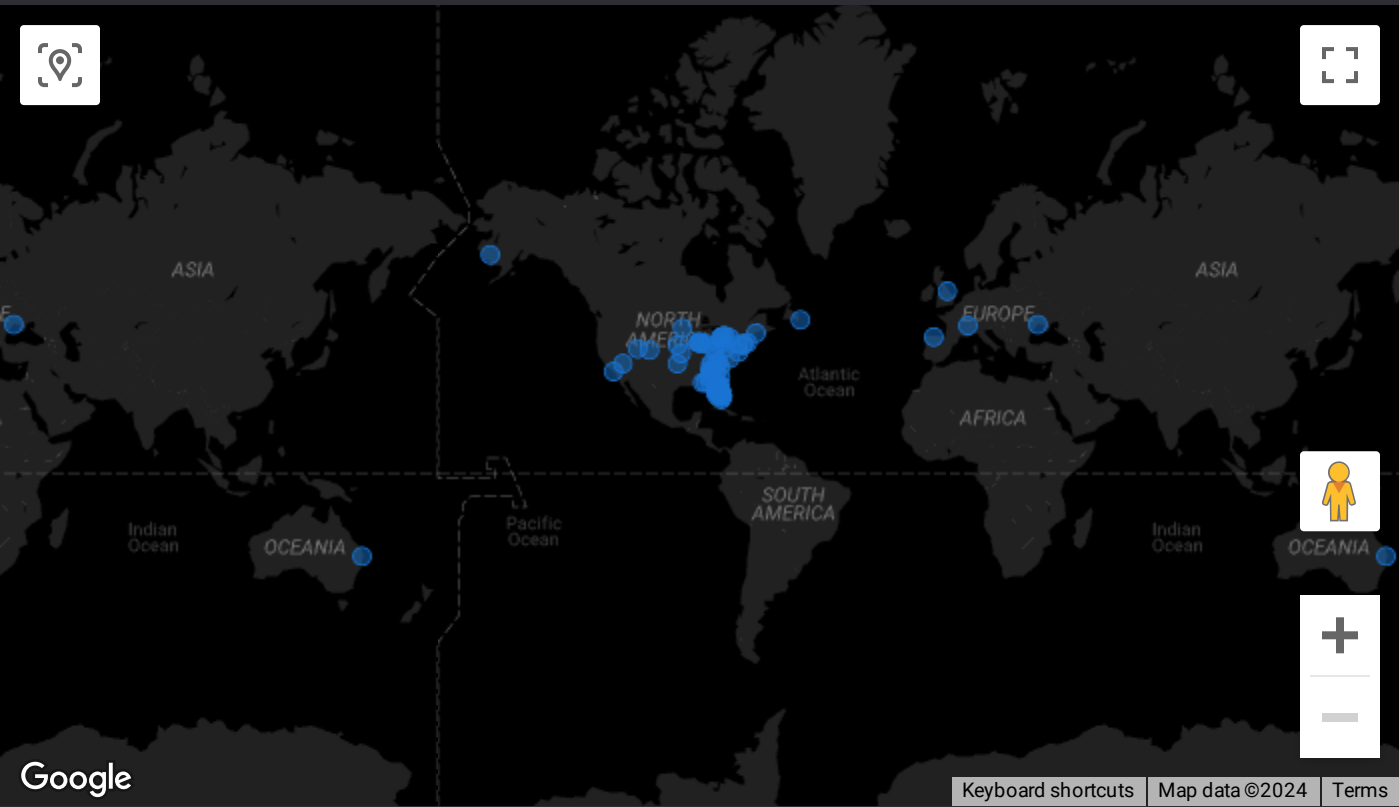 ASIA
ASIA
E
NORTH
AMERICA
EUROPE
Atlantic
Ocean
AFRICA
SOUTH
AMERICA
Indian
Ocean
OCEANIA
Pacific
Ocean
Indian
Ocean
OCEANIA
Google
Keyboard shortcuts
Map data ©2024
Terms